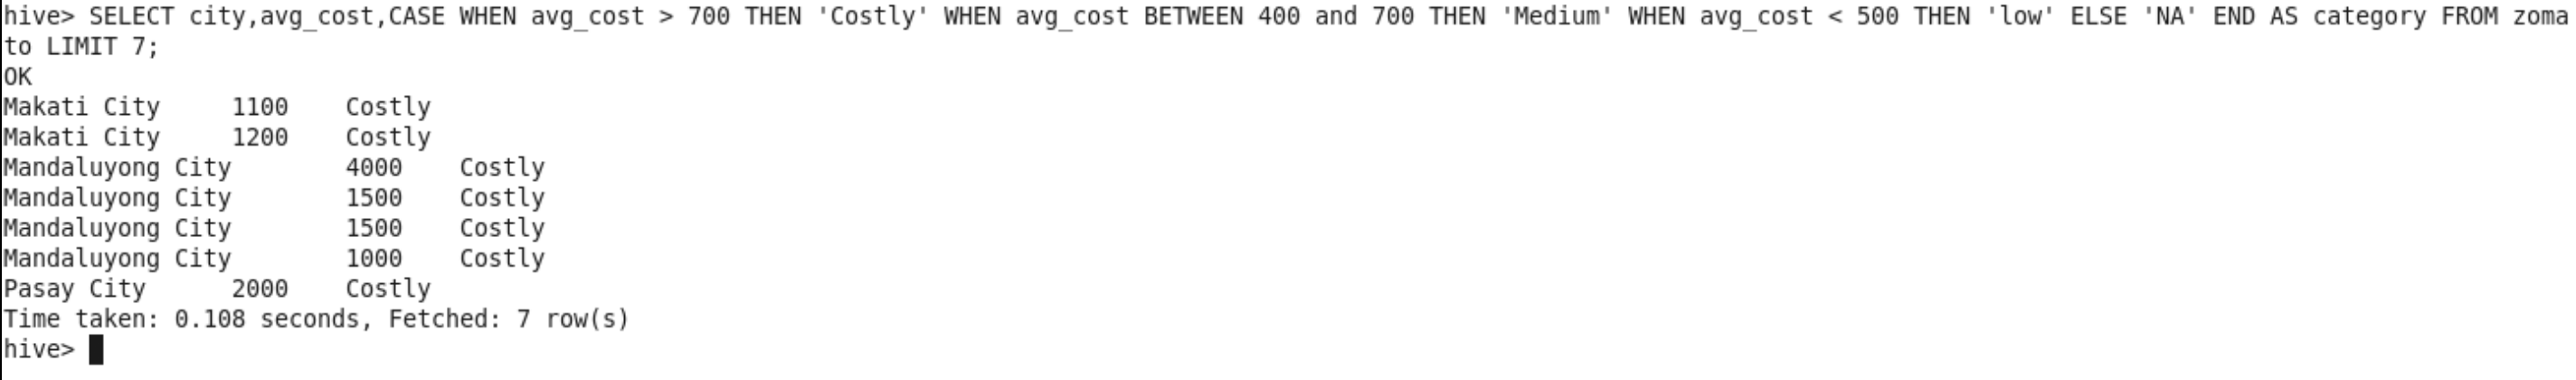 hive> SELECT city,avg_cost,CASE WHEN avg_cost > 700 THEN 'Costly' WHEN avg_cost BETWEEN 400 and 700 THEN 'Medium' WHEN avg_cost < 500 THEN 'low' ELSE 'NA' END AS category FROM zoma
to LIMIT 7;
OK
Makati City     1100    Costly
Makati City     1200    Costly
Mandaluyong City        4000    Costly
Mandaluyong City        1500    Costly
Mandaluyong City        1500    Costly
Mandaluyong City        1000    Costly
Pasay City      2000    Costly
Time taken: 0.108 seconds, Fetched: 7 row(s)
hive>